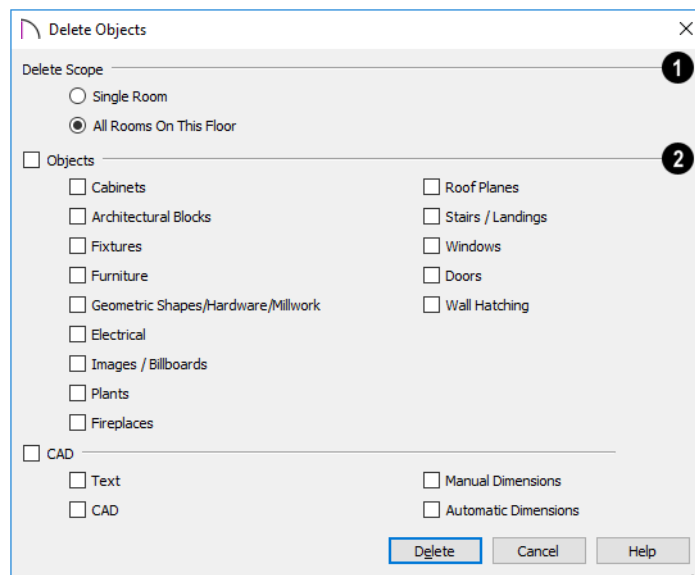 Delete Objects
Delete Scope 1
Single Room
All Rooms On This Floor
Objects 2
Cabinets Roof Planes
Architectural Blocks Stairs / Landings
Fixtures Windows
Furniture Doors
Geometric Shapes/Hardware/Millwork Wall Hatching
Electrical
Images / Billboards
Plants
Fireplaces
CAD
Text Manual Dimensions
CAD Automatic Dimensions
Delete Cancel Help